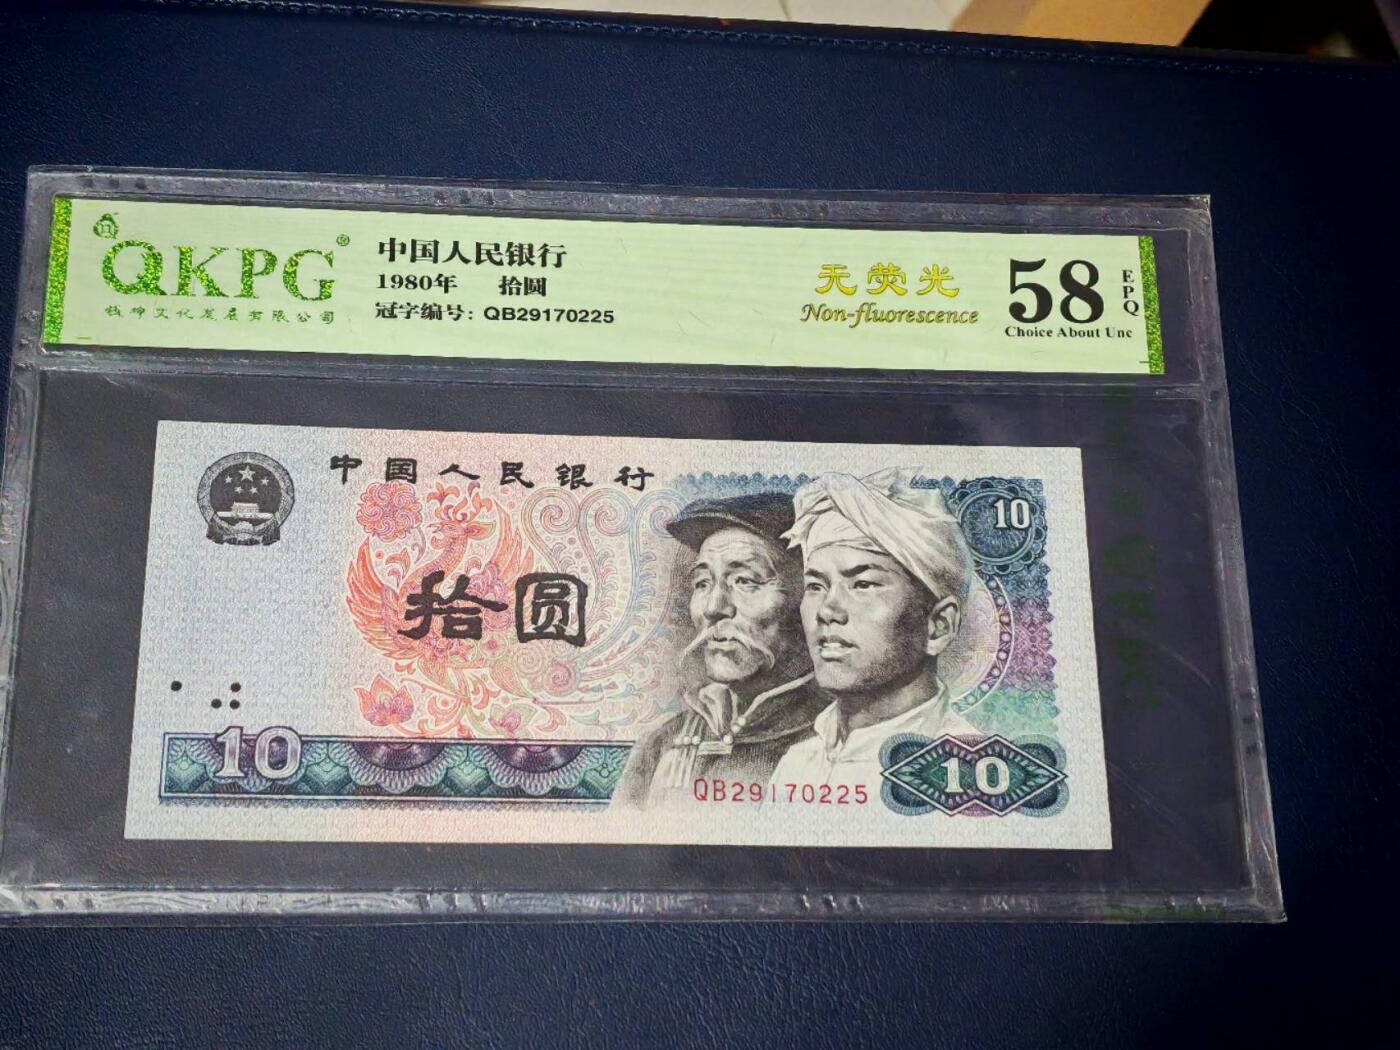 QKPG®
钱坤文化发展有限公司
中国人民银行
1980年 拾圆
冠字编号: QB29170225
无荧光
Non-fluorescence
58
EPQ
Choice About Unc
中国人民银行
10
拾圆
10
QB29170225
10